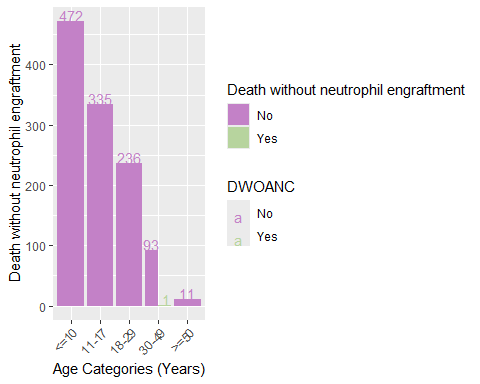 472
335
236
93
1
11
400
300
200
100
0
Death without neutrophil engraftment
<=10
11-17
18-29
30-49
>=50
Age Categories (Years)
Death without neutrophil engraftment
No
Yes
DWOANC
a No
a Yes